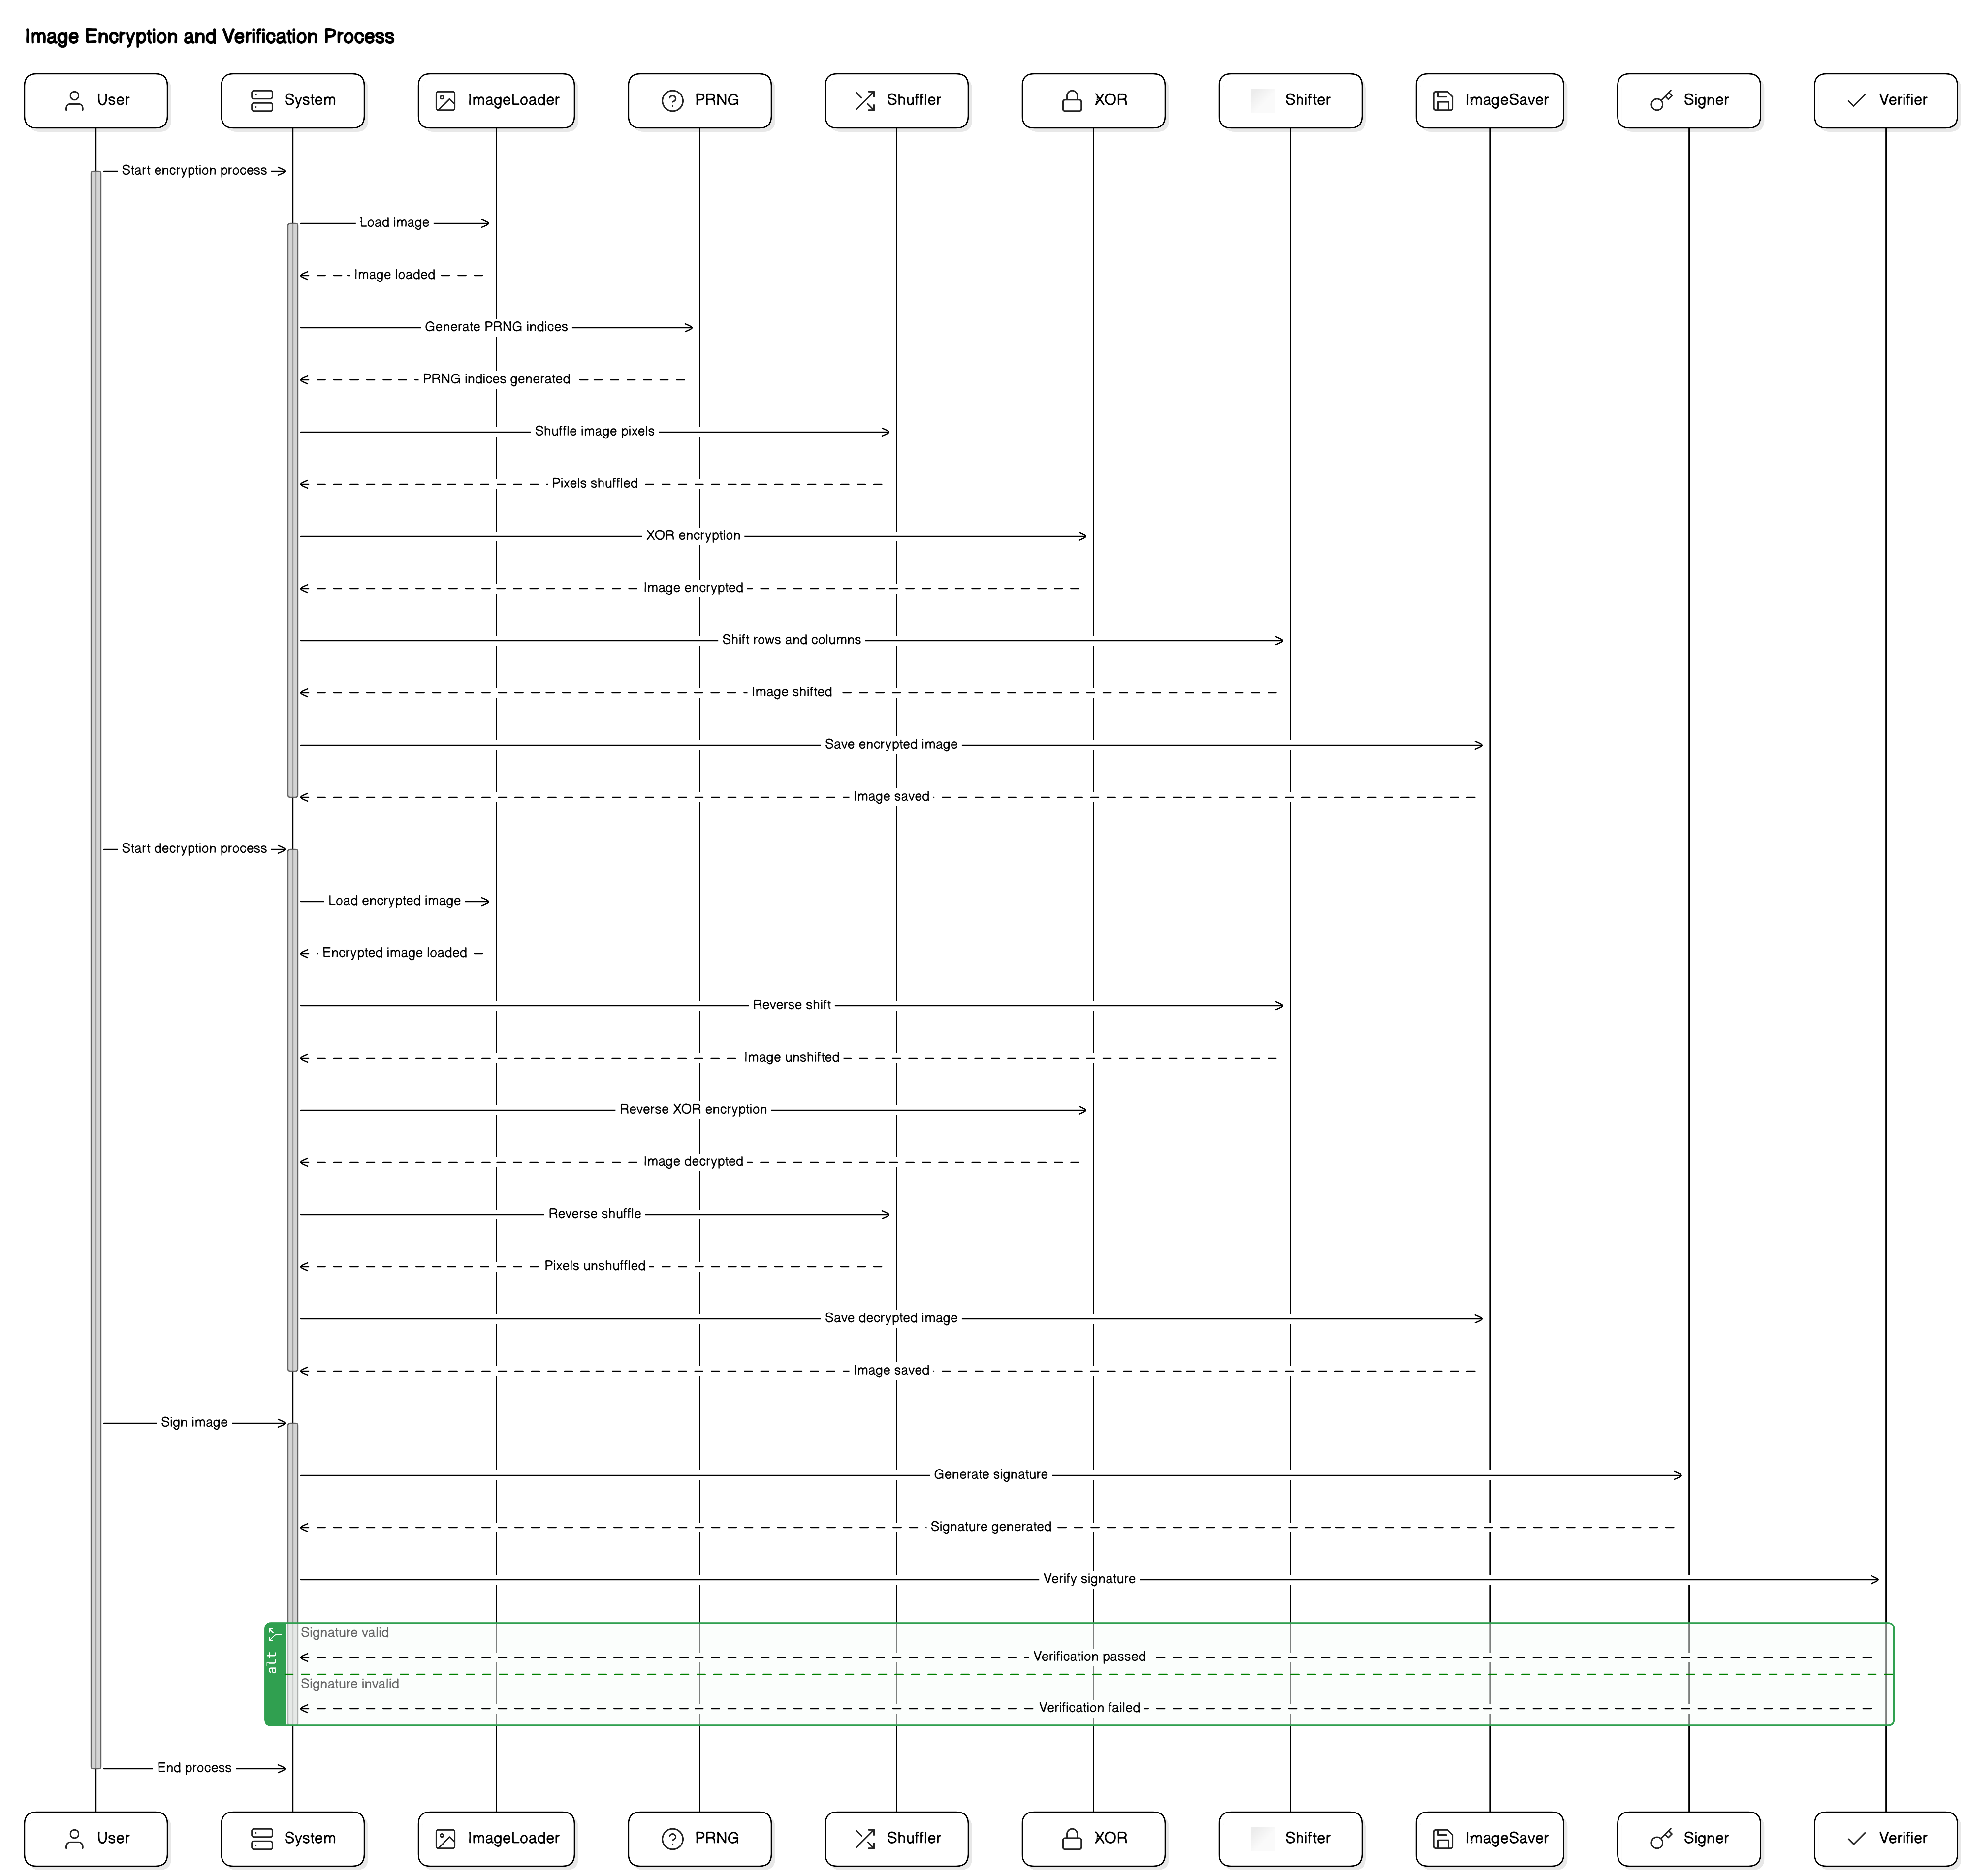 Image Encryption and Verification Process
User System ImageLoader PRNG Shuffler XOR Shifter ImageSaver Signer Verifier
Start encryption process
Load image
Image loaded
Generate PRNG indices
PRNG indices generated
Shuffle image pixels
Pixels shuffled
XOR encryption
Image encrypted
Shift rows and columns
Image shifted
Save encrypted image
Image saved
Start decryption process
Load encrypted image
Encrypted image loaded
Reverse shift
Image unshifted
Reverse XOR encryption
Image decrypted
Reverse shuffle
Pixels unshuffled
Save decrypted image
Image saved
Sign image
Generate signature
Signature generated
Verify signature
alt
Signature valid
Verification passed
Signature invalid
Verification failed
End process
User System ImageLoader PRNG Shuffler XOR Shifter ImageSaver Signer Verifier